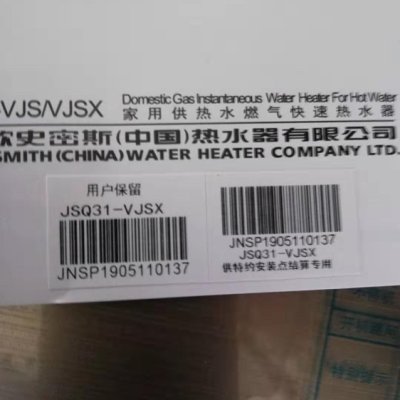 VJS/VJSX Domestic Gas Instantaneous Water Heater For Hot Water
家用供热水燃气快速热水器
欧史密斯(中国)热水器有限公司
SMITH(CHINA)WATER HEATER COMPANY LTD.
用户保留
JSQ31-VJSX
JNSP1905110137
JNSP1905110137
JSQ31-VJSX
供特约安装点结算专用